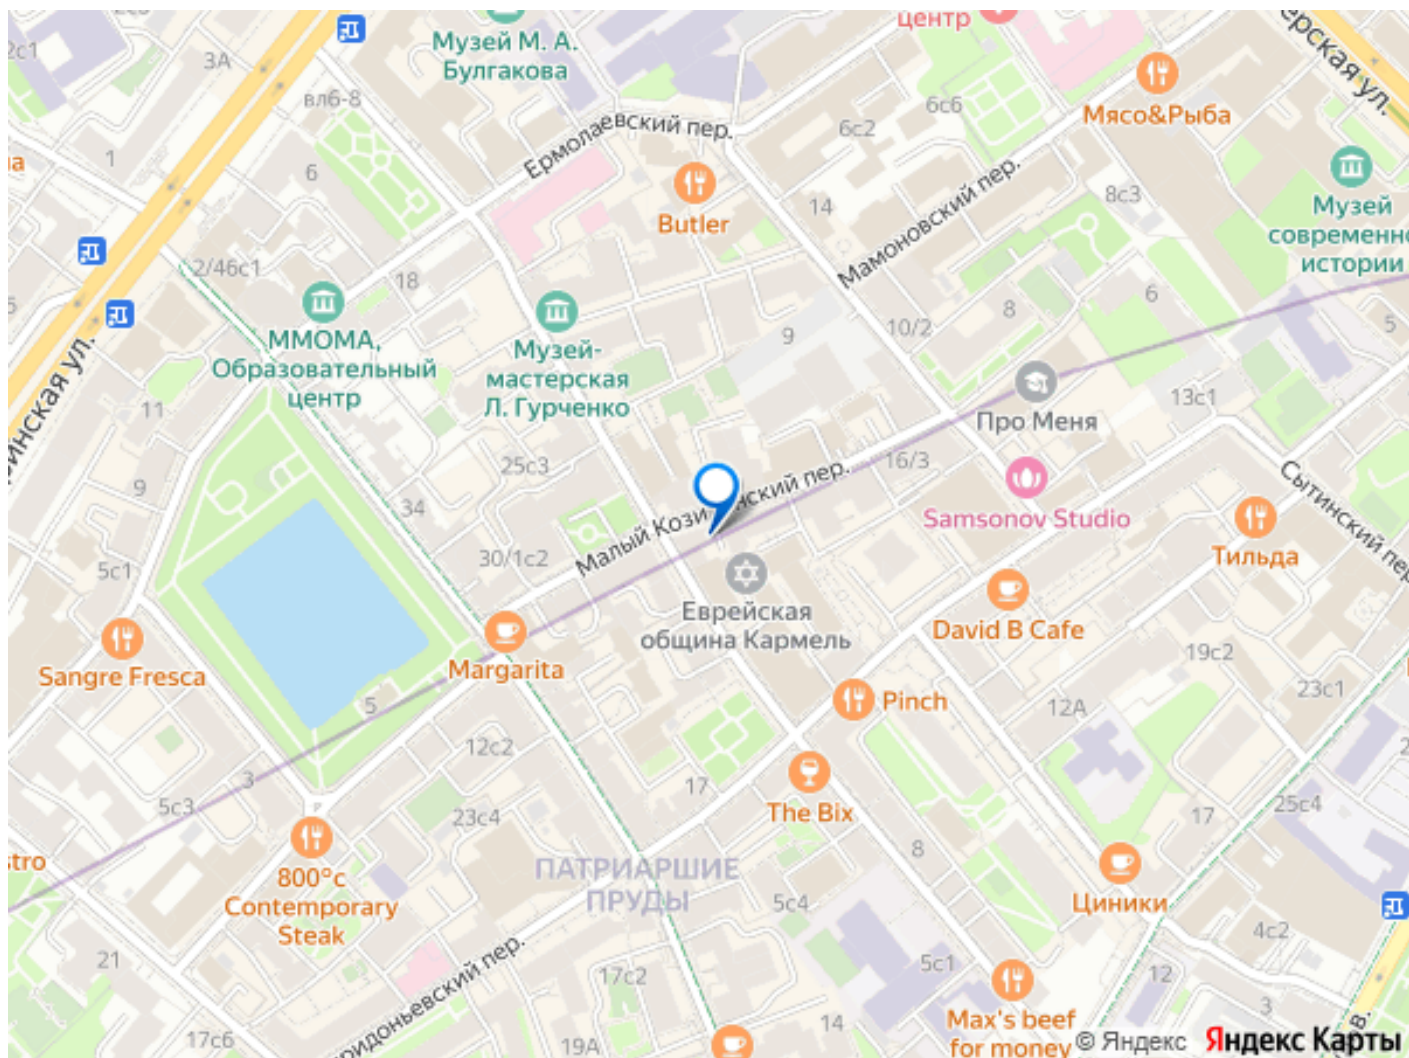 2с1
3А
Музей М. А.
Булгакова
центр
Мясо&Рыба
вл6-8
Ермолаевский пер.
6с6
6с2
1
6
Butler
14
Мамоновский пер.
8с3
Музей
современно
истории
2/46с1
18
ММОМА,
Образовательный
центр
Музей-
мастерская
Л. Гурченко
9
10/2
8
6
5
Про Меня
13с1
11
25с3
16/3
9
34
Малый Кози
нский пер.
Samsonov Studio
Сытинский пер.
Тильда
5с1
30/1с2
Еврейская
община Кармель
David B Cafe
Sangre Fresca
Margarita
19с2
23с1
5
Pinch
12А
12с2
3
17
5с3
The Bix
17
25с4
23с4
stro
800°с
Contemporary
Steak
ПАТРИАРШИЕ
ПРУДЫ
8
Циники
5с4
4с2
21
17с2
5с1
12
3
Max's beef
for money
14
19А
17с6
© Яндекс
Яндекс Карты